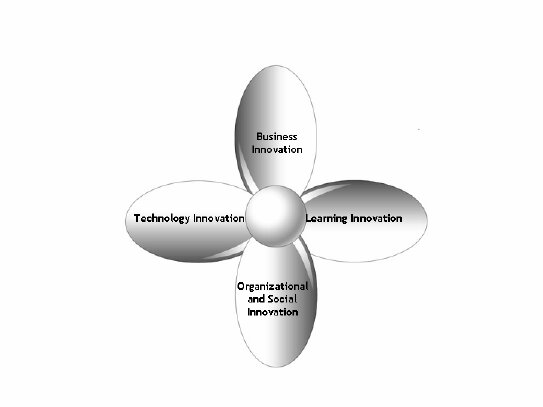 Business
Innovation
Technology Innovation
Learning Innovation
Organizational
and Social
Innovation